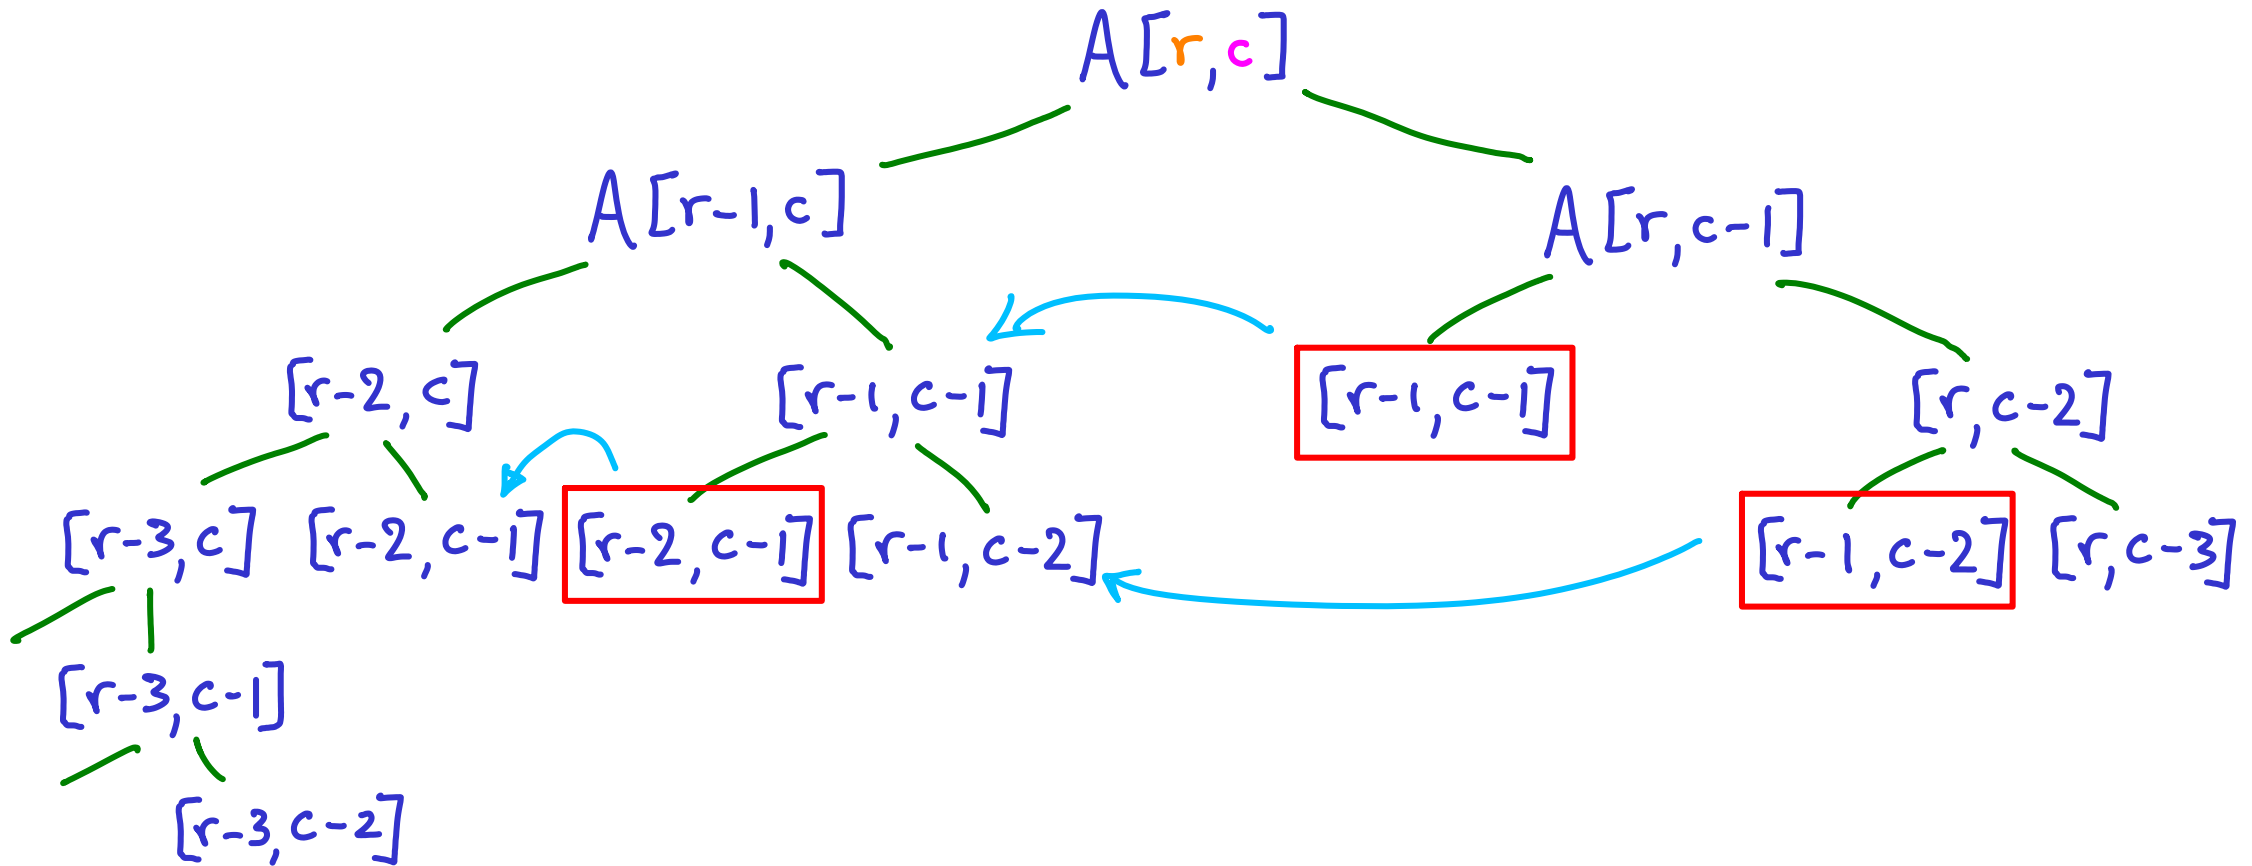 A[r,c]
A[r-1,c] A[r,c-1]
[r-2,c] [r-1,c-1] [r-1,c-1] [r,c-2]
[r-3,c] [r-2,c-1] [r-2,c-1] [r-1,c-2] [r-1,c-2] [r,c-3]
[r-3,c-1]
[r-3,c-2]